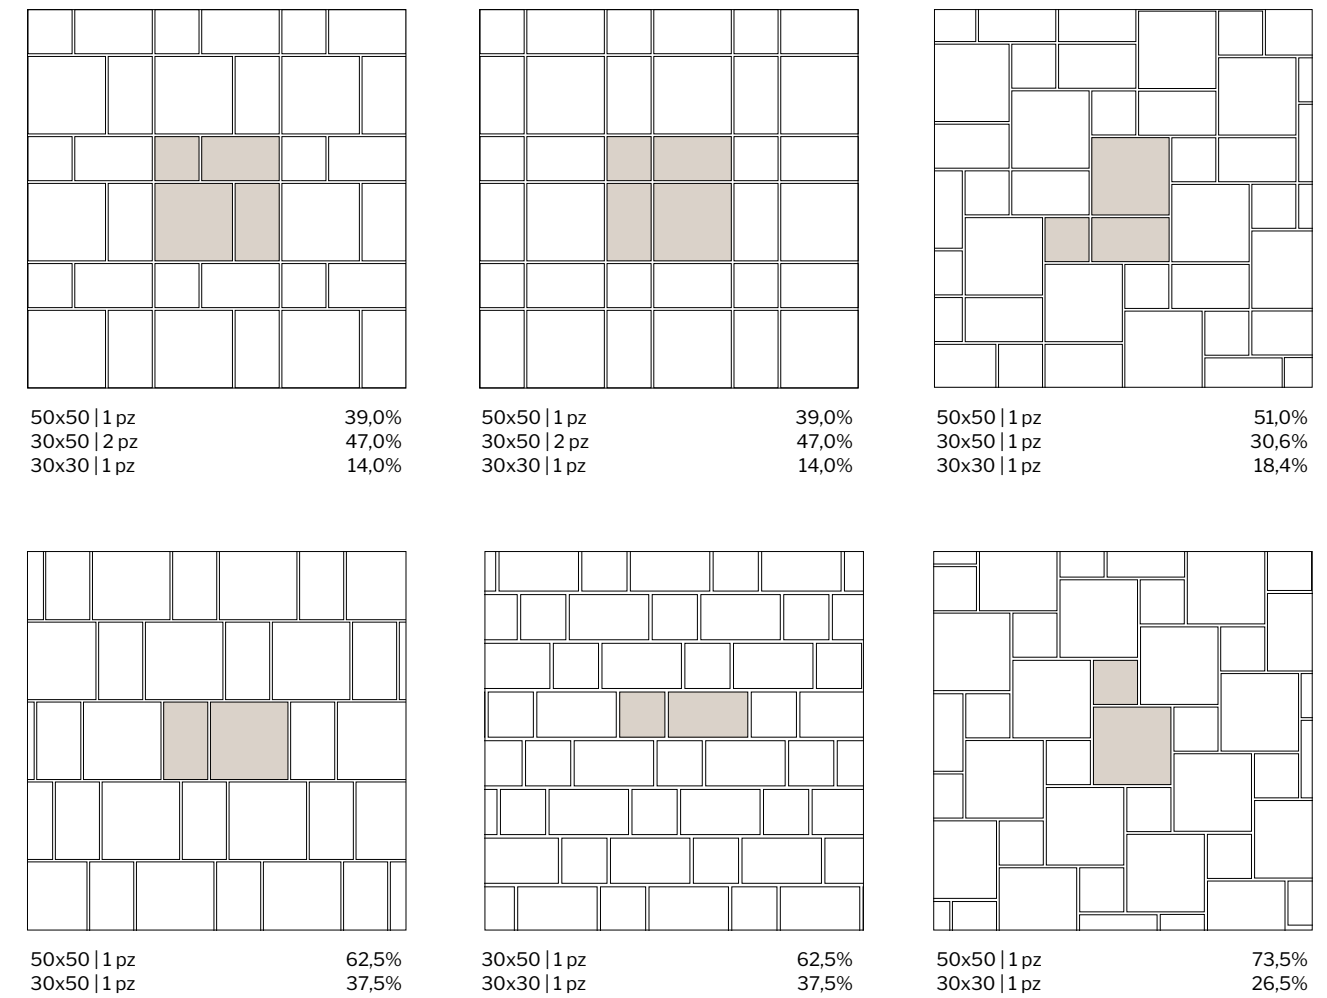 50x50 | 1 pz 39,0%
30x50 | 2 pz 47,0%
30x30 | 1 pz 14,0%
50x50 | 1 pz 39,0%
30x50 | 2 pz 47,0%
30x30 | 1 pz 14,0%
50x50 | 1 pz 51,0%
30x50 | 1 pz 30,6%
30x30 | 1 pz 18,4%
50x50 | 1 pz 62,5%
30x50 | 1 pz 37,5%
30x50 | 1 pz 62,5%
30x30 | 1 pz 37,5%
50x50 | 1 pz 73,5%
30x30 | 1 pz 26,5%